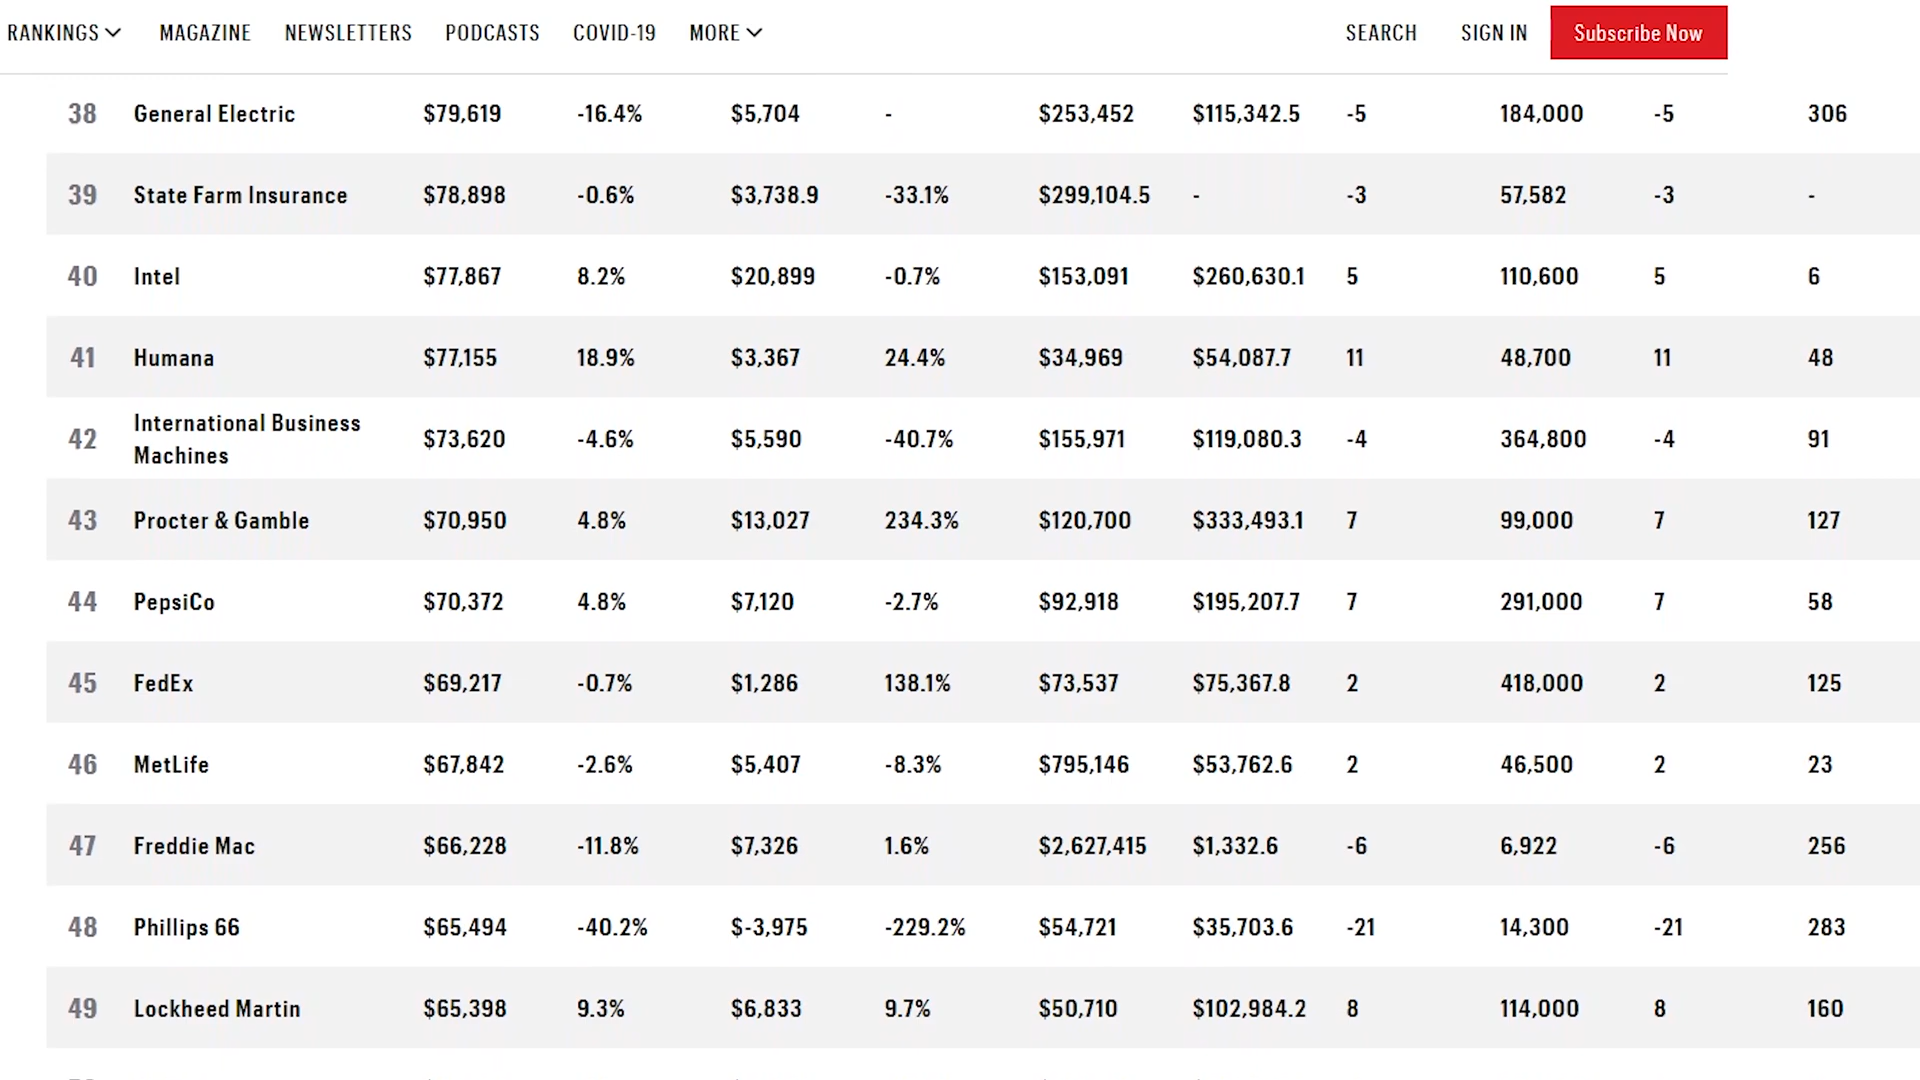 RANKINGS MAGAZINE NEWSLETTERS PODCASTS COVID-19 MORE SEARCH SIGN IN Subscribe Now
38 General Electric $79,619 -16.4% $5,704 - $253,452 $115,342.5 -5 184,000 -5 306
39 State Farm Insurance $78,898 -0.6% $3,738.9 -33.1% $299,104.5 - -3 57,582 -3 -
40 Intel $77,867 8.2% $20,899 -0.7% $153,091 $260,630.1 5 110,600 5 6
41 Humana $77,155 18.9% $3,367 24.4% $34,969 $54,087.7 11 48,700 11 48
42 International Business
Machines $73,620 -4.6% $5,590 -40.7% $155,971 $119,080.3 -4 364,800 -4 91
43 Procter & Gamble $70,950 4.8% $13,027 234.3% $120,700 $333,493.1 7 99,000 7 127
44 PepsiCo $70,372 4.8% $7,120 -2.7% $92,918 $195,207.7 7 291,000 7 58
45 FedEx $69,217 -0.7% $1,286 138.1% $73,537 $75,367.8 2 418,000 2 125
46 MetLife $67,842 -2.6% $5,407 -8.3% $795,146 $53,762.6 2 46,500 2 23
47 Freddie Mac $66,228 -11.8% $7,326 1.6% $2,627,415 $1,332.6 -6 6,922 -6 256
48 Phillips 66 $65,494 -40.2% $-3,975 -229.2% $54,721 $35,703.6 -21 14,300 -21 283
49 Lockheed Martin $65,398 9.3% $6,833 9.7% $50,710 $102,984.2 8 114,000 8 160